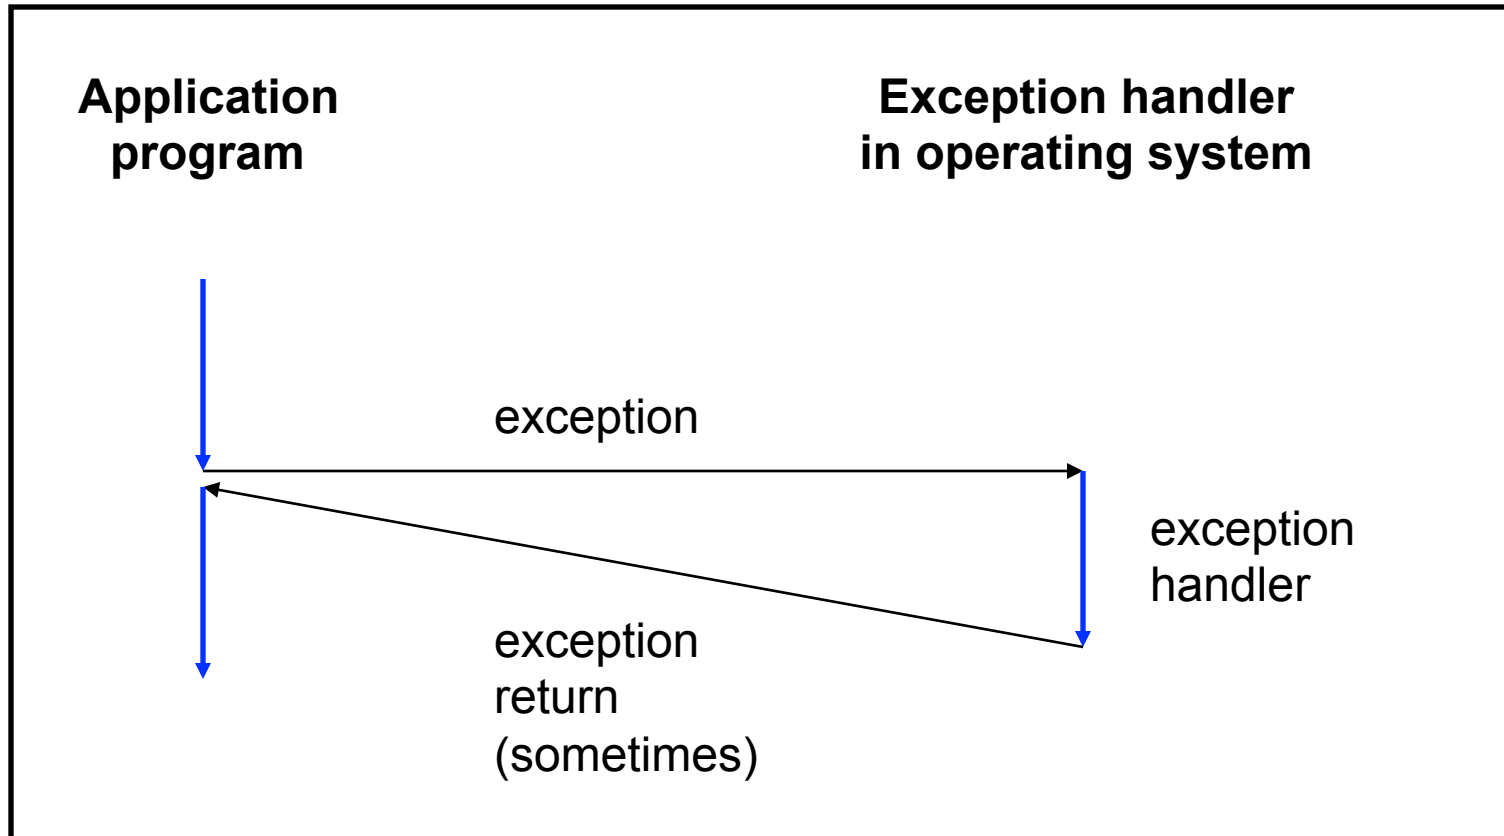 Application
program
Exception handler
in operating system
exception
exception
handler
exception
return
(sometimes)